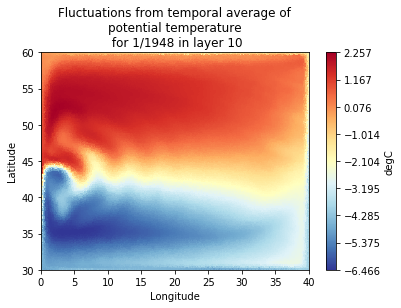 Fluctuations from temporal average of
potential temperature
for 1/1948 in layer 10
60
55
50
45
40
35
30
Latitude
0 5 10 15 20 25 30 35 40
Longitude
2.257
1.167
0.076
−1.014
−2.104
−3.195
−4.285
−5.375
−6.466
degC